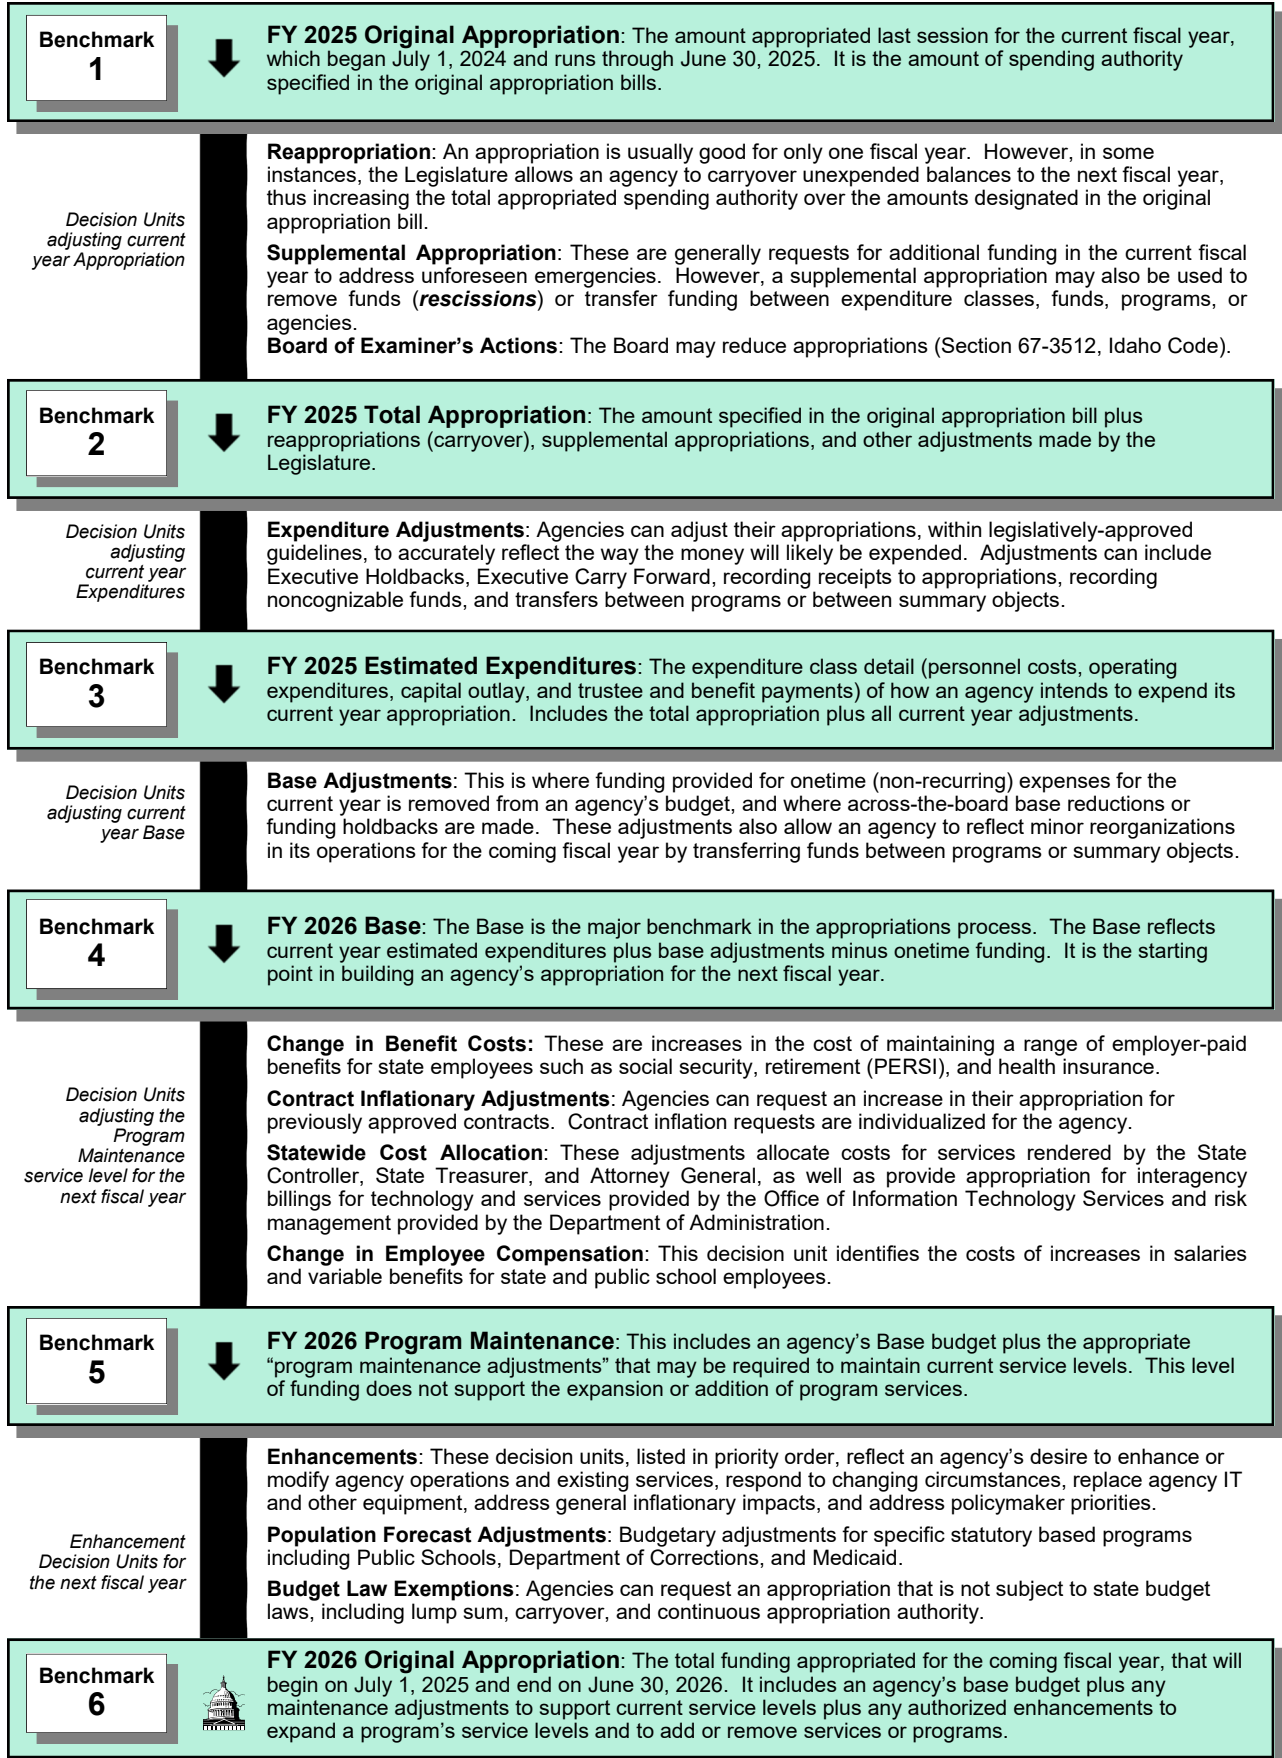 Benchmark
1
FY 2025 Original Appropriation: The amount appropriated last session for the current fiscal year,
which began July 1, 2024 and runs through June 30, 2025.  It is the amount of spending authority
specified in the original appropriation bills.
Decision Units
adjusting current
year Appropriation
Reappropriation: An appropriation is usually good for only one fiscal year.  However, in some
instances, the Legislature allows an agency to carryover unexpended balances to the next fiscal year,
thus increasing the total appropriated spending authority over the amounts designated in the original
appropriation bill.
Supplemental Appropriation: These are generally requests for additional funding in the current fiscal
year to address unforeseen emergencies.  However, a supplemental appropriation may also be used to
remove funds (rescissions) or transfer funding between expenditure classes, funds, programs, or
agencies.
Board of Examiner’s Actions: The Board may reduce appropriations (Section 67-3512, Idaho Code).
Benchmark
2
FY 2025 Total Appropriation: The amount specified in the original appropriation bill plus
reappropriations (carryover), supplemental appropriations, and other adjustments made by the
Legislature.
Decision Units
adjusting
current year
Expenditures
Expenditure Adjustments: Agencies can adjust their appropriations, within legislatively-approved
guidelines, to accurately reflect the way the money will likely be expended.  Adjustments can include
Executive Holdbacks, Executive Carry Forward, recording receipts to appropriations, recording
noncognizable funds, and transfers between programs or between summary objects.
Benchmark
3
FY 2025 Estimated Expenditures: The expenditure class detail (personnel costs, operating
expenditures, capital outlay, and trustee and benefit payments) of how an agency intends to expend its
current year appropriation.  Includes the total appropriation plus all current year adjustments.
Decision Units
adjusting current
year Base
Base Adjustments: This is where funding provided for onetime (non-recurring) expenses for the
current year is removed from an agency’s budget, and where across-the-board base reductions or
funding holdbacks are made.  These adjustments also allow an agency to reflect minor reorganizations
in its operations for the coming fiscal year by transferring funds between programs or summary objects.
Benchmark
4
FY 2026 Base: The Base is the major benchmark in the appropriations process.  The Base reflects
current year estimated expenditures plus base adjustments minus onetime funding.  It is the starting
point in building an agency’s appropriation for the next fiscal year.
Decision Units
adjusting the
Program
Maintenance
service level for the
next fiscal year
Change in Benefit Costs: These are increases in the cost of maintaining a range of employer-paid
benefits for state employees such as social security, retirement (PERSI), and health insurance.
Contract Inflationary Adjustments: Agencies can request an increase in their appropriation for
previously approved contracts.  Contract inflation requests are individualized for the agency.
Statewide Cost Allocation: These adjustments allocate costs for services rendered by the State
Controller, State Treasurer, and Attorney General, as well as provide appropriation for interagency
billings for technology and services provided by the Office of Information Technology Services and risk
management provided by the Department of Administration.
Change in Employee Compensation: This decision unit identifies the costs of increases in salaries
and variable benefits for state and public school employees.
Benchmark
5
FY 2026 Program Maintenance: This includes an agency’s Base budget plus the appropriate
“program maintenance adjustments” that may be required to maintain current service levels.  This level
of funding does not support the expansion or addition of program services.
Enhancement
Decision Units for
the next fiscal year
Enhancements: These decision units, listed in priority order, reflect an agency’s desire to enhance or
modify agency operations and existing services, respond to changing circumstances, replace agency IT
and other equipment, address general inflationary impacts, and address policymaker priorities.
Population Forecast Adjustments: Budgetary adjustments for specific statutory based programs
including Public Schools, Department of Corrections, and Medicaid.
Budget Law Exemptions: Agencies can request an appropriation that is not subject to state budget
laws, including lump sum, carryover, and continuous appropriation authority.
Benchmark
6
FY 2026 Original Appropriation: The total funding appropriated for the coming fiscal year, that will
begin on July 1, 2025 and end on June 30, 2026.  It includes an agency’s base budget plus any
maintenance adjustments to support current service levels plus any authorized enhancements to
expand a program’s service levels and to add or remove services or programs.